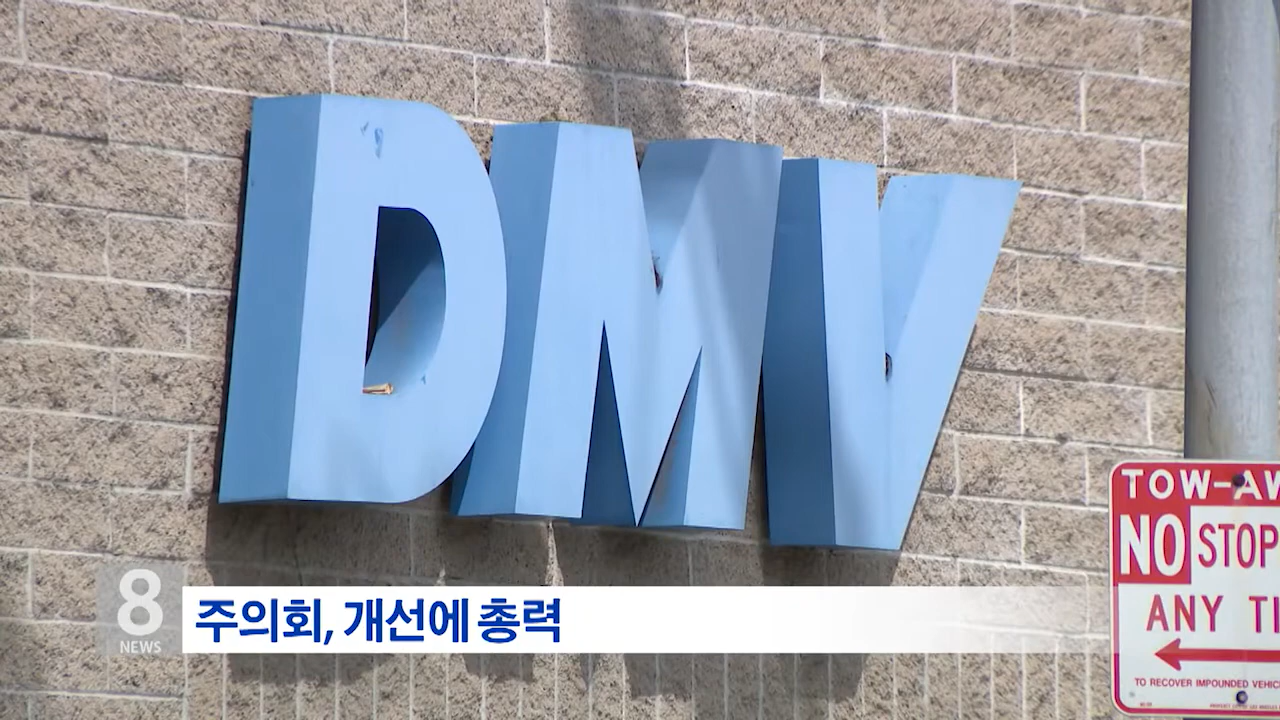 DMV
TOW-AW
NO STOP
ANY TI
TO RECOVER IMPOUNDED VEHIC
8
NEWS
주의회, 개선에 총력